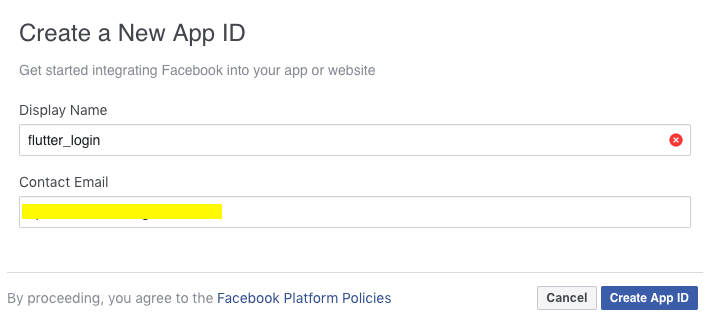 Create a New App ID
Get started integrating Facebook into your app or website
Display Name
flutter_login
Contact Email
By proceeding, you agree to the Facebook Platform Policies
Cancel
Create App ID